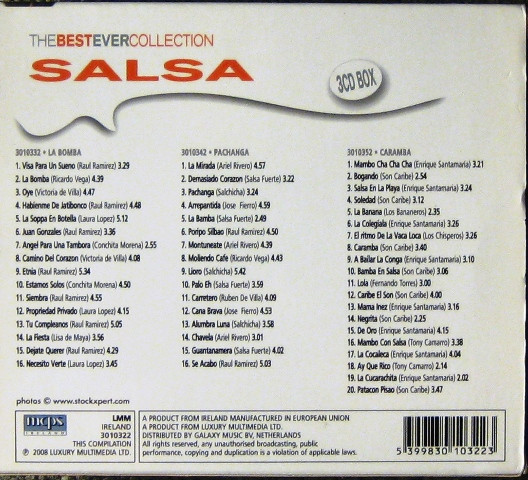 THEBESTEVERCOLLECTION
SALSA
3CD BOX
3010332 • LA BOMBA
1. Visa Para Un Sueno (Raul Ramirez) 3.29
2. La Bomba (Ricardo Vega) 4.39
3. Oye (Victoria de Villa) 4.47
4. Habienme De Jatibonco (Raul Ramirez) 4.48
5. La Soppa En Botella (Laura Lopez) 5.12
6. Juan Gonzales (Raul Ramirez) 3.36
7. Angel Para Una Tambora (Conchita Morena) 2.55
8. Camino Del Corazon (Victoria de Villa) 4.08
9. Etnia (Raul Ramirez) 5.34
10. Estamos Solos (Conchita Morena) 4.50
11. Siembra (Raul Ramirez) 4.55
12. Propriedad Privado (Laura Lopez) 4.15
13. Tu Cumpleanos (Raul Ramirez) 5.05
14. La Fiesta (Lisa de Maya) 3.56
15. Dejate Querer (Raul Ramirez) 4.29
16. Necesito Verte (Laura Lopez) 3.45
3010342 • PACHANGA
1. La Mirada (Ariel Rivero) 4.57
2. Demasiado Corazon (Salsa Fuerte) 3.22
3. Pachanga (Salchicha) 3.24
4. Arrepantida (Jose Fierro) 4.59
5. La Bamba (Salsa Fuerte) 2.49
6. Poripo Silbao (Raul Ramirez) 4.50
7. Montuneate (Ariel Rivero) 4.39
8. Moliendo Cafe (Ricardo Vega) 4.43
9. Lioro (Salchicha) 5.42
10. Palo Eh (Salsa Fuerte) 3.59
11. Carretero (Ruben De Villa) 4.09
12. Cana Brava (Jose Fierro) 4.53
13. Alumbra Luna (Salchicha) 3.58
14. Chavela (Ariel Rivero) 3.01
15. Guantanamera (Salsa Fuerte) 4.02
16. Se Acabo (Raul Ramirez) 5.03
3010352 • CARAMBA
1. Mambo Cha Cha Cha (Enrique Santamaria) 3.21
2. Bogando (Son Caribe) 2.54
3. Salsa En La Playa (Enrique Santamaria) 3.24
4. Soledad (Son Caribe) 3.12
5. La Banana (Los Bananeros) 2.35
6. La Colegiala (Enrique Santamaria) 3.26
7. El ritmo De La Vaca Loca (Los Chisperos) 3.26
8. Caramba (Son Caribe) 3.40
9. A Bailar La Conga (Enrique Santamaria) 3.10
10. Bamba En Salsa (Son Caribe) 3.06
11. Lola (Fernando Torres) 3.00
12. Caribe El Son (Son Caribe) 4.00
13. Mama Inez (Enrique Santamaria) 3.16
14. Negrita (Son Caribe) 2.25
15. De Oro (Enrique Santamaria) 4.15
16. Mambo Con Salsa (Tony Camaro) 3.38
17. La Cocaleca (Enrique Santamaria) 4.04
18. Ay Que Rico (Tony Camaro) 2.14
19. La Cucarachita (Enrique Santamaria) 2.02
20. Patacon Pisao (Son Caribe) 3.47
photos © www.stockxpert.com
mcps
IRELAND
LMM
IRELAND
3010322
THIS COMPILATION
Ⓟ 2008 LUXURY MULTIMEDIA LTD.
A PRODUCT FROM IRELAND MANUFACTURED IN EUROPEAN UNION
A PRODUCT FROM LUXURY MULTIMEDIA LTD.
DISTRIBUTED BY GALAXY MUSIC BV, NETHERLANDS
All rights reserved, any unauthorised broadcasting, public
performance, copying and duplication is a violation of applicable laws.
5 399830 103223